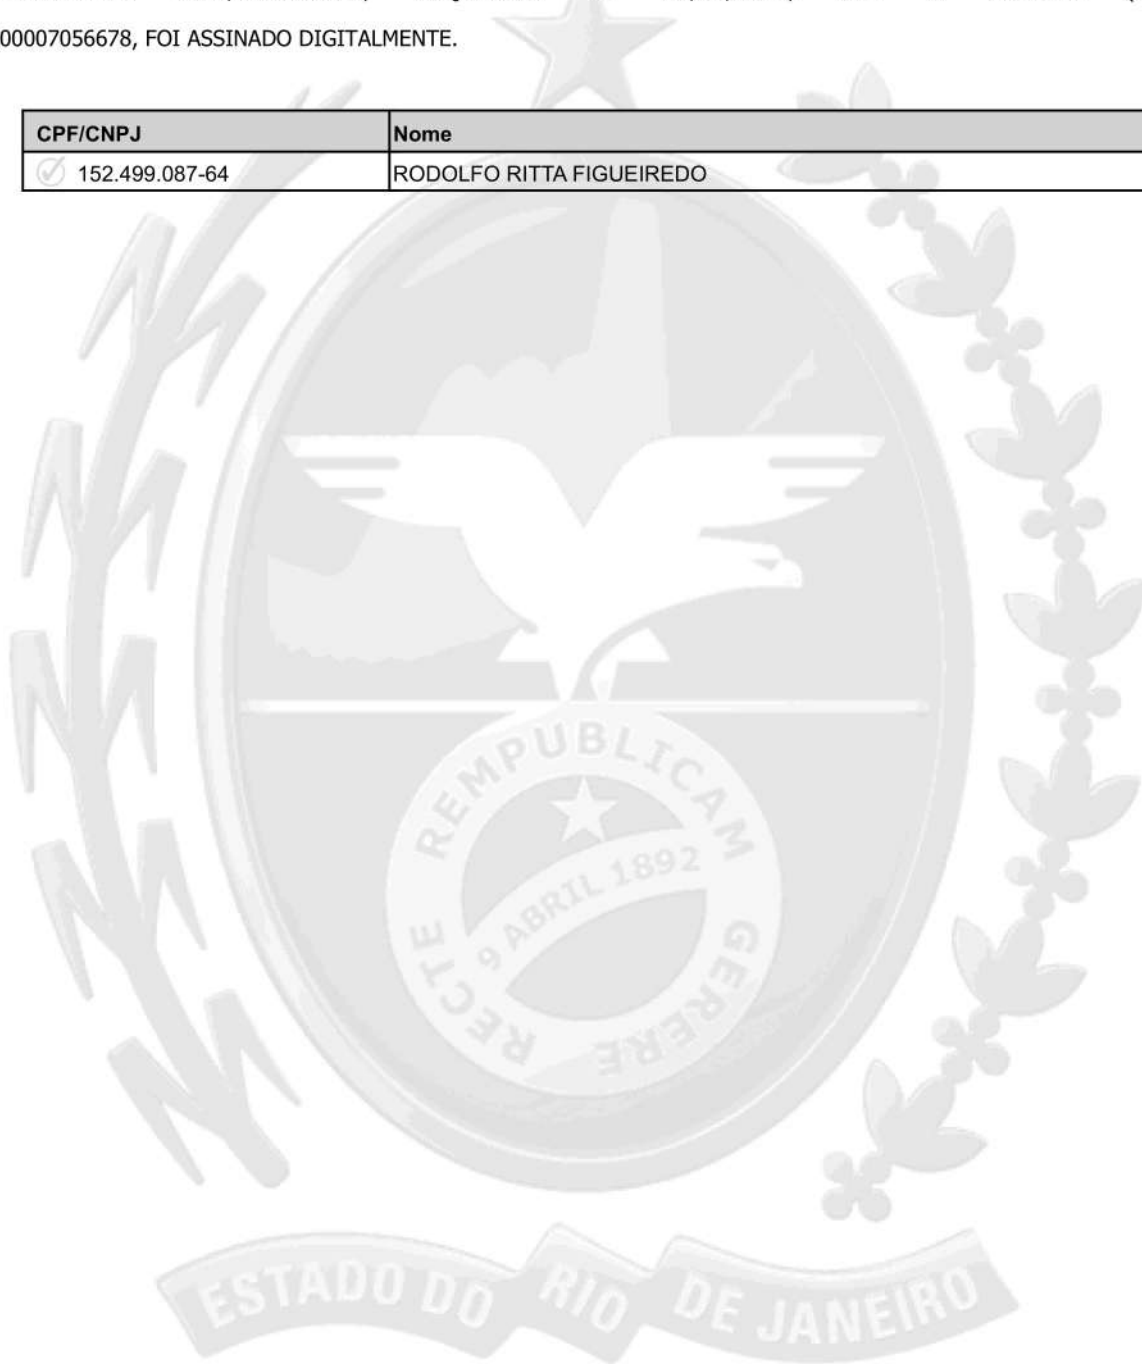 00007056678, FOI ASSINADO DIGITALMENTE.
CPF/CNPJ Nome
152.499.087-64 RODOLFO RITTA FIGUEIREDO
RECTE REMPUBLICAM GERERE
9 ABRIL 1892
ESTADO DO RIO DE JANEIRO